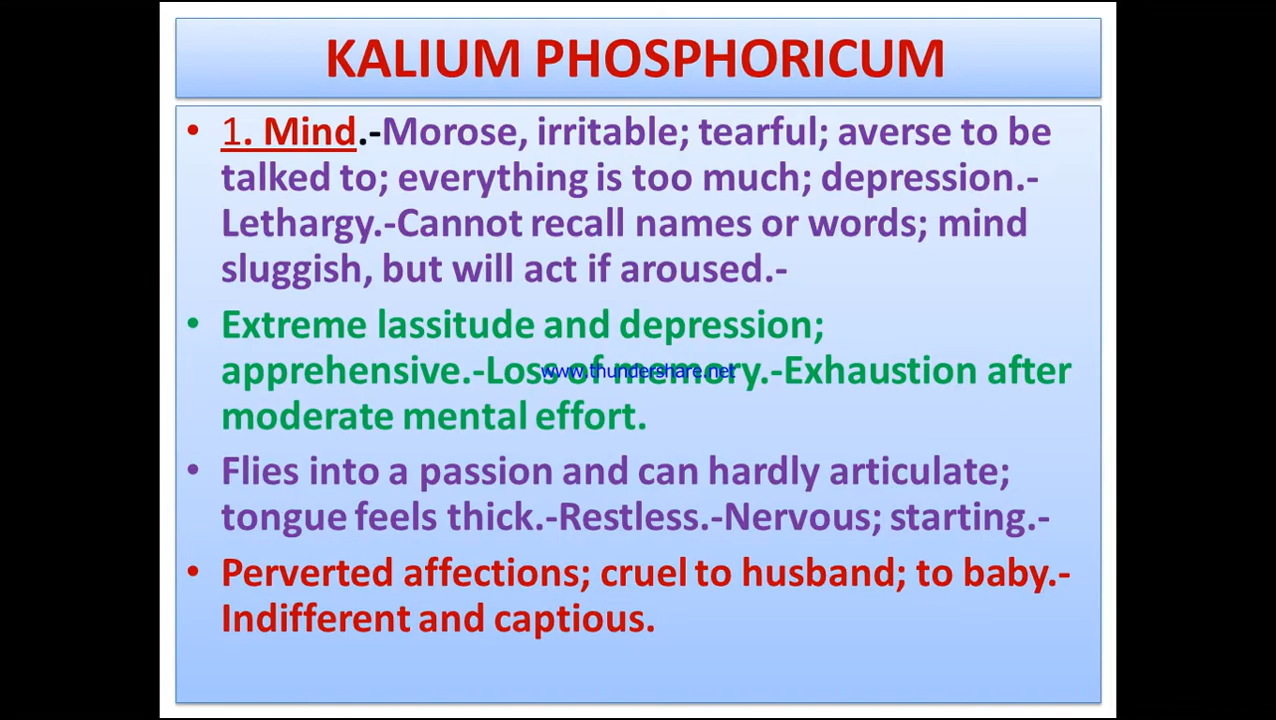 KALIUM PHOSPHORICUM
• 1. Mind.-Morose, irritable; tearful; averse to be
talked to; everything is too much; depression.-
Lethargy.-Cannot recall names or words; mind
sluggish, but will act if aroused.-
• Extreme lassitude and depression;
apprehensive.-Loss of memory.-Exhaustion after
www.thundershare.net
moderate mental effort.
• Flies into a passion and can hardly articulate;
tongue feels thick.-Restless.-Nervous; starting.-
• Perverted affections; cruel to husband; to baby.-
Indifferent and captious.